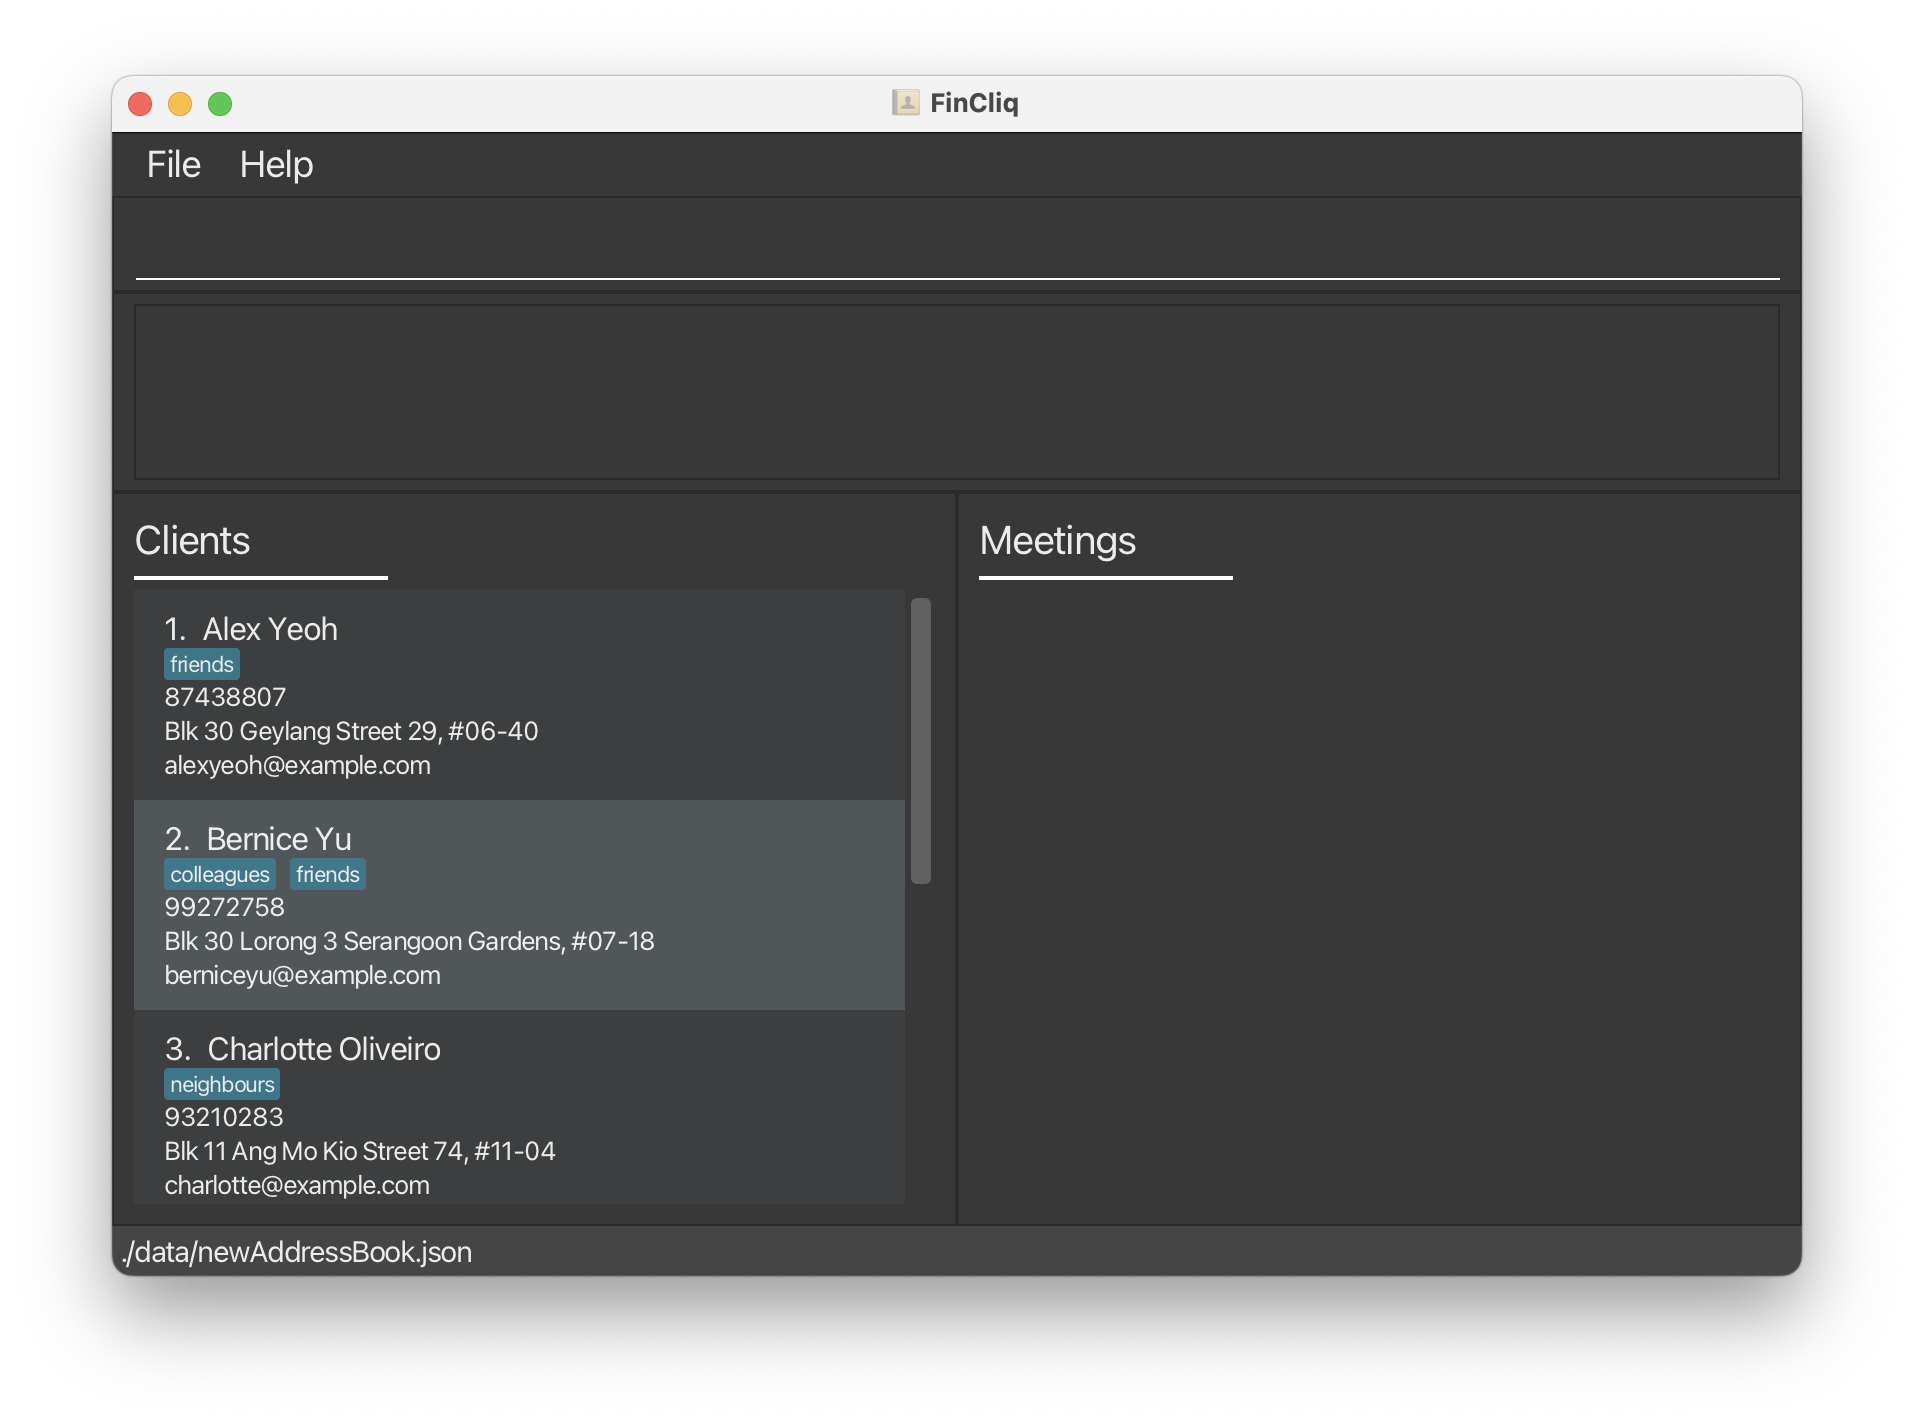 FinCliq
File Help
Clients
1. Alex Yeoh
friends
87438807
Blk 30 Geylang Street 29, #06-40
alexyeoh@example.com
2. Bernice Yu
colleagues friends
99272758
Blk 30 Lorong 3 Serangoon Gardens, #07-18
berniceyu@example.com
3. Charlotte Oliveiro
neighbours
93210283
Blk 11 Ang Mo Kio Street 74, #11-04
charlotte@example.com
Meetings
./data/newAddressBook.json